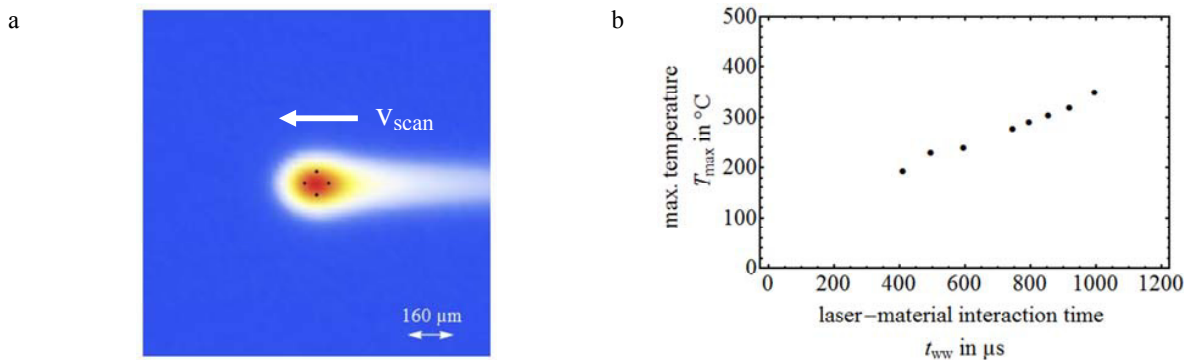 a
v_scan
160 µm
b
500
400
300
200
100
0
max. temperature
T_max in °C
0 200 400 600 800 1000 1200
laser−material interaction time
t_ww in µs